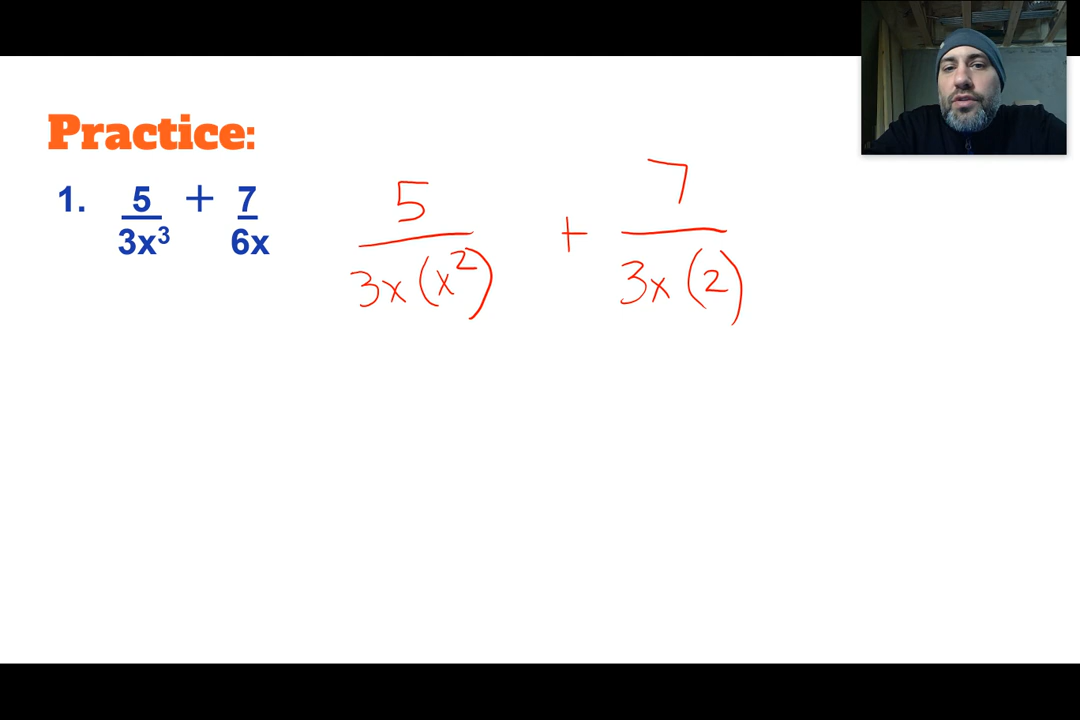 Practice:
1. 5/3x³ + 7/6x
5/3x(x²) + 7/3x(2)